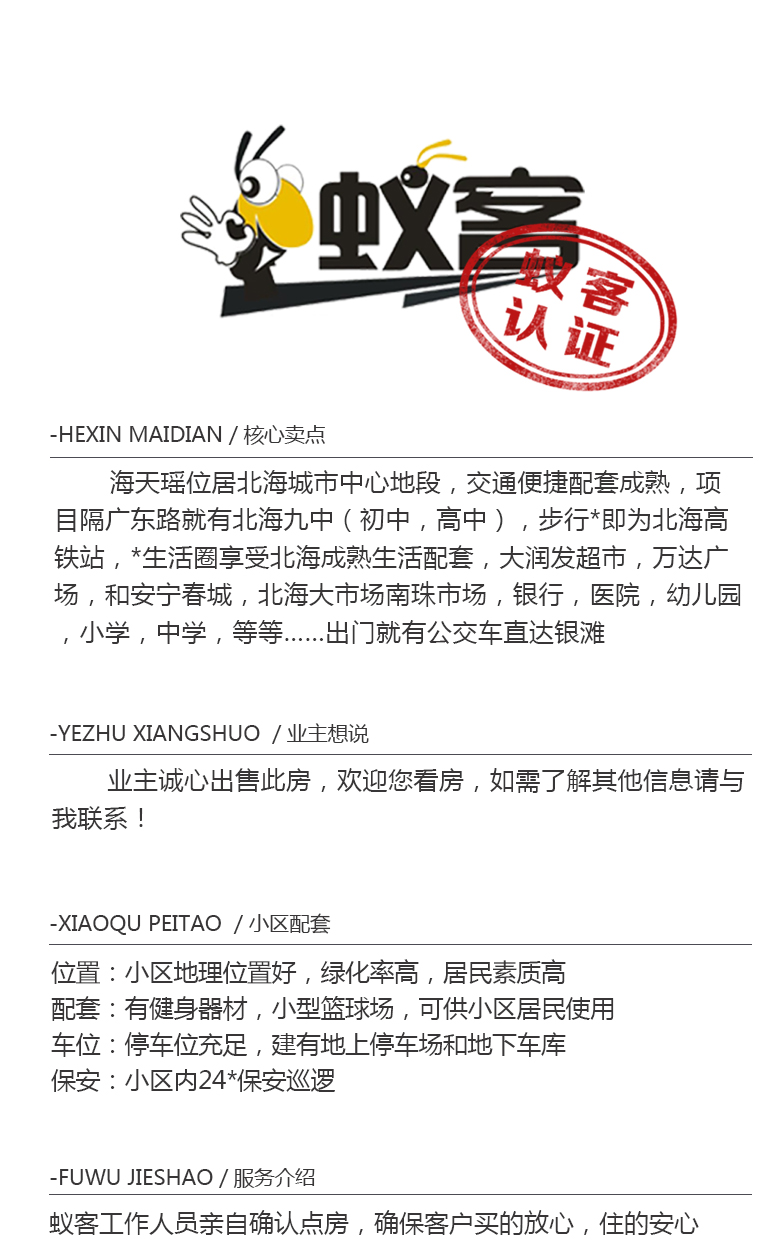 蚁客
蚁客
认证
-HEXIN MAIDIAN / 核心卖点
海天瑶位居北海城市中心地段，交通便捷配套成熟，项
目隔广东路就有北海九中（初中，高中），步行*即为北海高
铁站，*生活圈享受北海成熟生活配套，大润发超市，万达广
场，和安宁春城，北海大市场南珠市场，银行，医院，幼儿园
，小学，中学，等等……出门就有公交车直达银滩
-YEZHU XIANGSHUO / 业主想说
业主诚心出售此房，欢迎您看房，如需了解其他信息请与
我联系！
-XIAOQU PEITAO / 小区配套
位置：小区地理位置好，绿化率高，居民素质高
配套：有健身器材，小型篮球场，可供小区居民使用
车位：停车位充足，建有地上停车场和地下车库
保安：小区内24*保安巡逻
-FUWU JIESHAO / 服务介绍
蚁客工作人员亲自确认点房，确保客户买的放心，住的安心